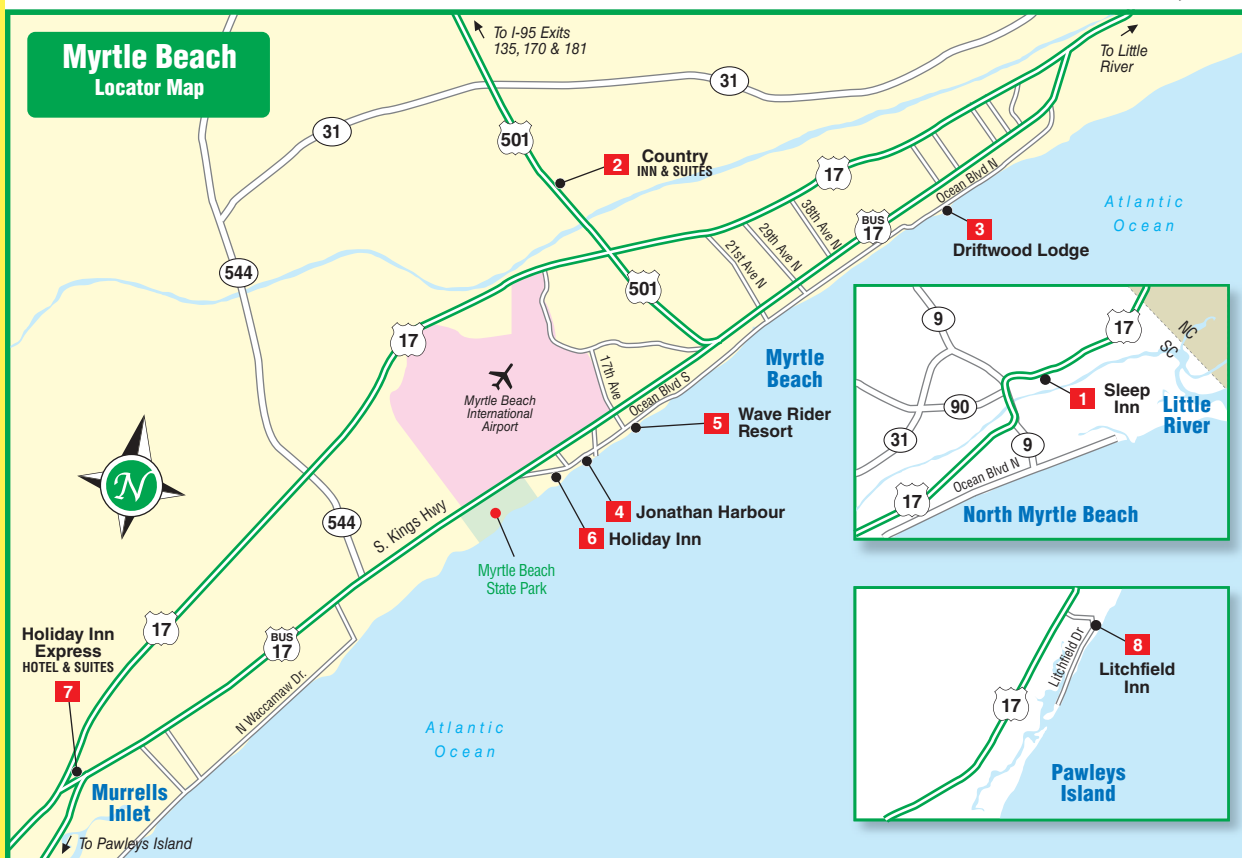 Myrtle Beach
Locator Map
To I-95 Exits
135, 170 & 181
To Little
River
31
31
501
2
Country
INN & SUITES
17
Ocean Blvd N
38th Ave N
29th Ave N
21st Ave N
BUS
17
3
Driftwood Lodge
Atlantic
Ocean
544
501
17
Myrtle Beach
International
Airport
17th Ave
Ocean Blvd S
Myrtle
Beach
5
Wave Rider
Resort
4
Jonathan Harbour
6
Holiday Inn
N
544
S. Kings Hwy
Myrtle Beach
State Park
17
BUS
17
Holiday Inn
Express
HOTEL & SUITES
7
N Waccamaw Dr.
Atlantic
Ocean
Murrells
Inlet
To Pawleys Island
9
17
NC
SC
1
Sleep
Inn
Little
River
90
31
9
Ocean Blvd N
17
North Myrtle Beach
Litchfield Dr
8
Litchfield
Inn
17
Pawleys
Island